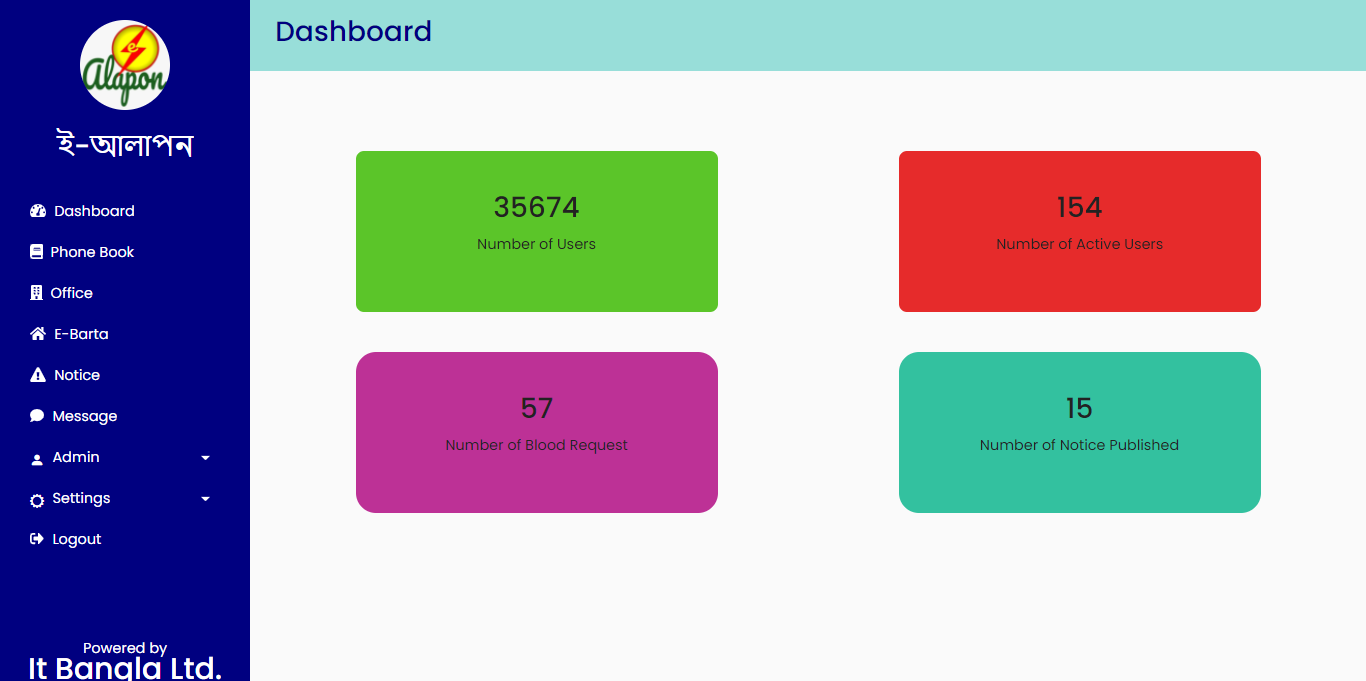 e
Alapon
ই-আলাপন
Dashboard
Phone Book
Office
E-Barta
Notice
Message
Admin
Settings
Logout
Powered by
It Bangla Ltd.
Dashboard
35674
Number of Users
154
Number of Active Users
57
Number of Blood Request
15
Number of Notice Published